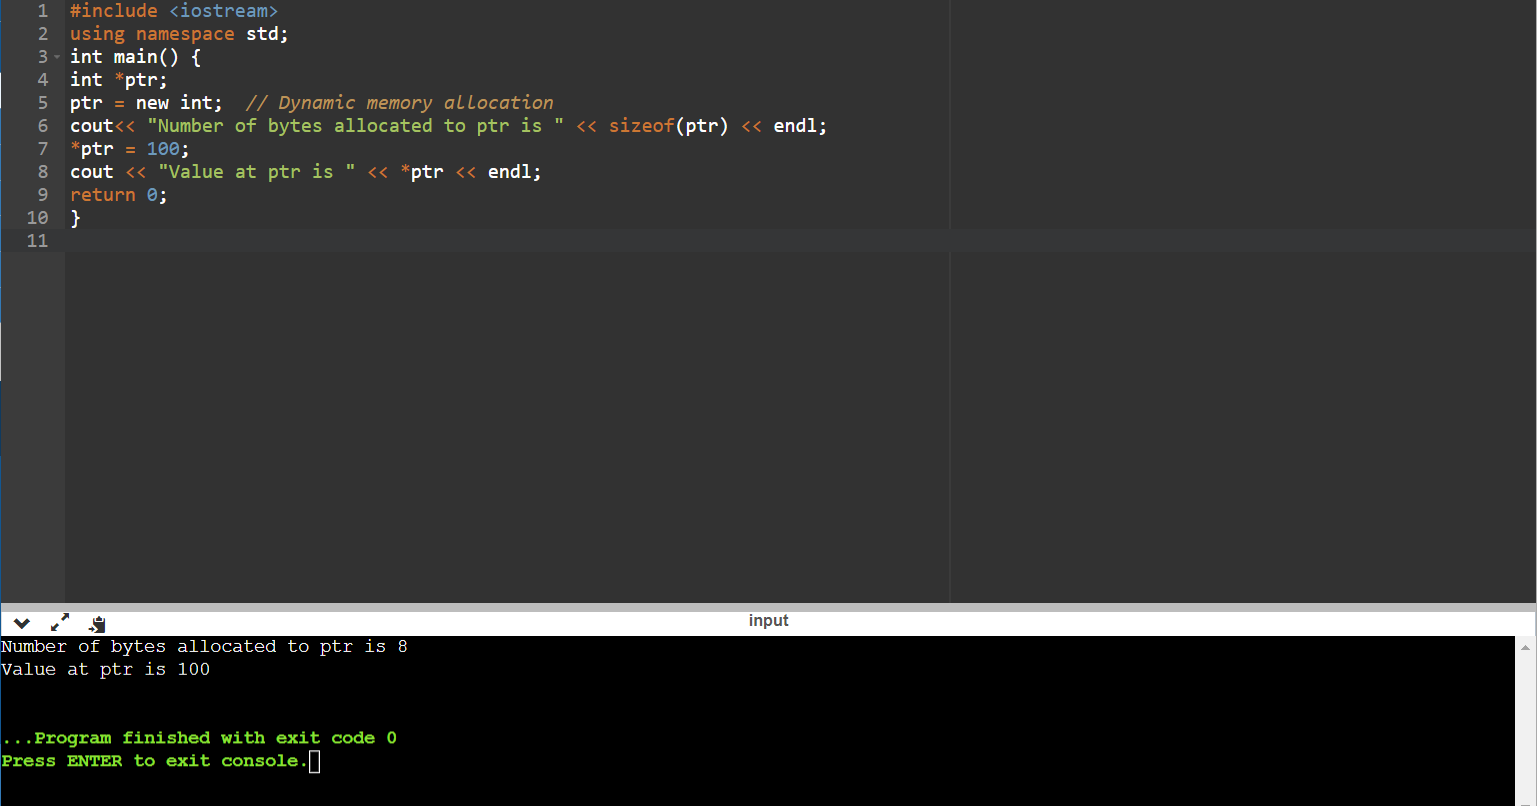 1 #include <iostream>
2 using namespace std;
3 int main() {
4 int *ptr;
5 ptr = new int;  // Dynamic memory allocation
6 cout<< "Number of bytes allocated to ptr is " << sizeof(ptr) << endl;
7 *ptr = 100;
8 cout << "Value at ptr is " << *ptr << endl;
9 return 0;
10 }
11
input
Number of bytes allocated to ptr is 8
Value at ptr is 100
...Program finished with exit code 0
Press ENTER to exit console.